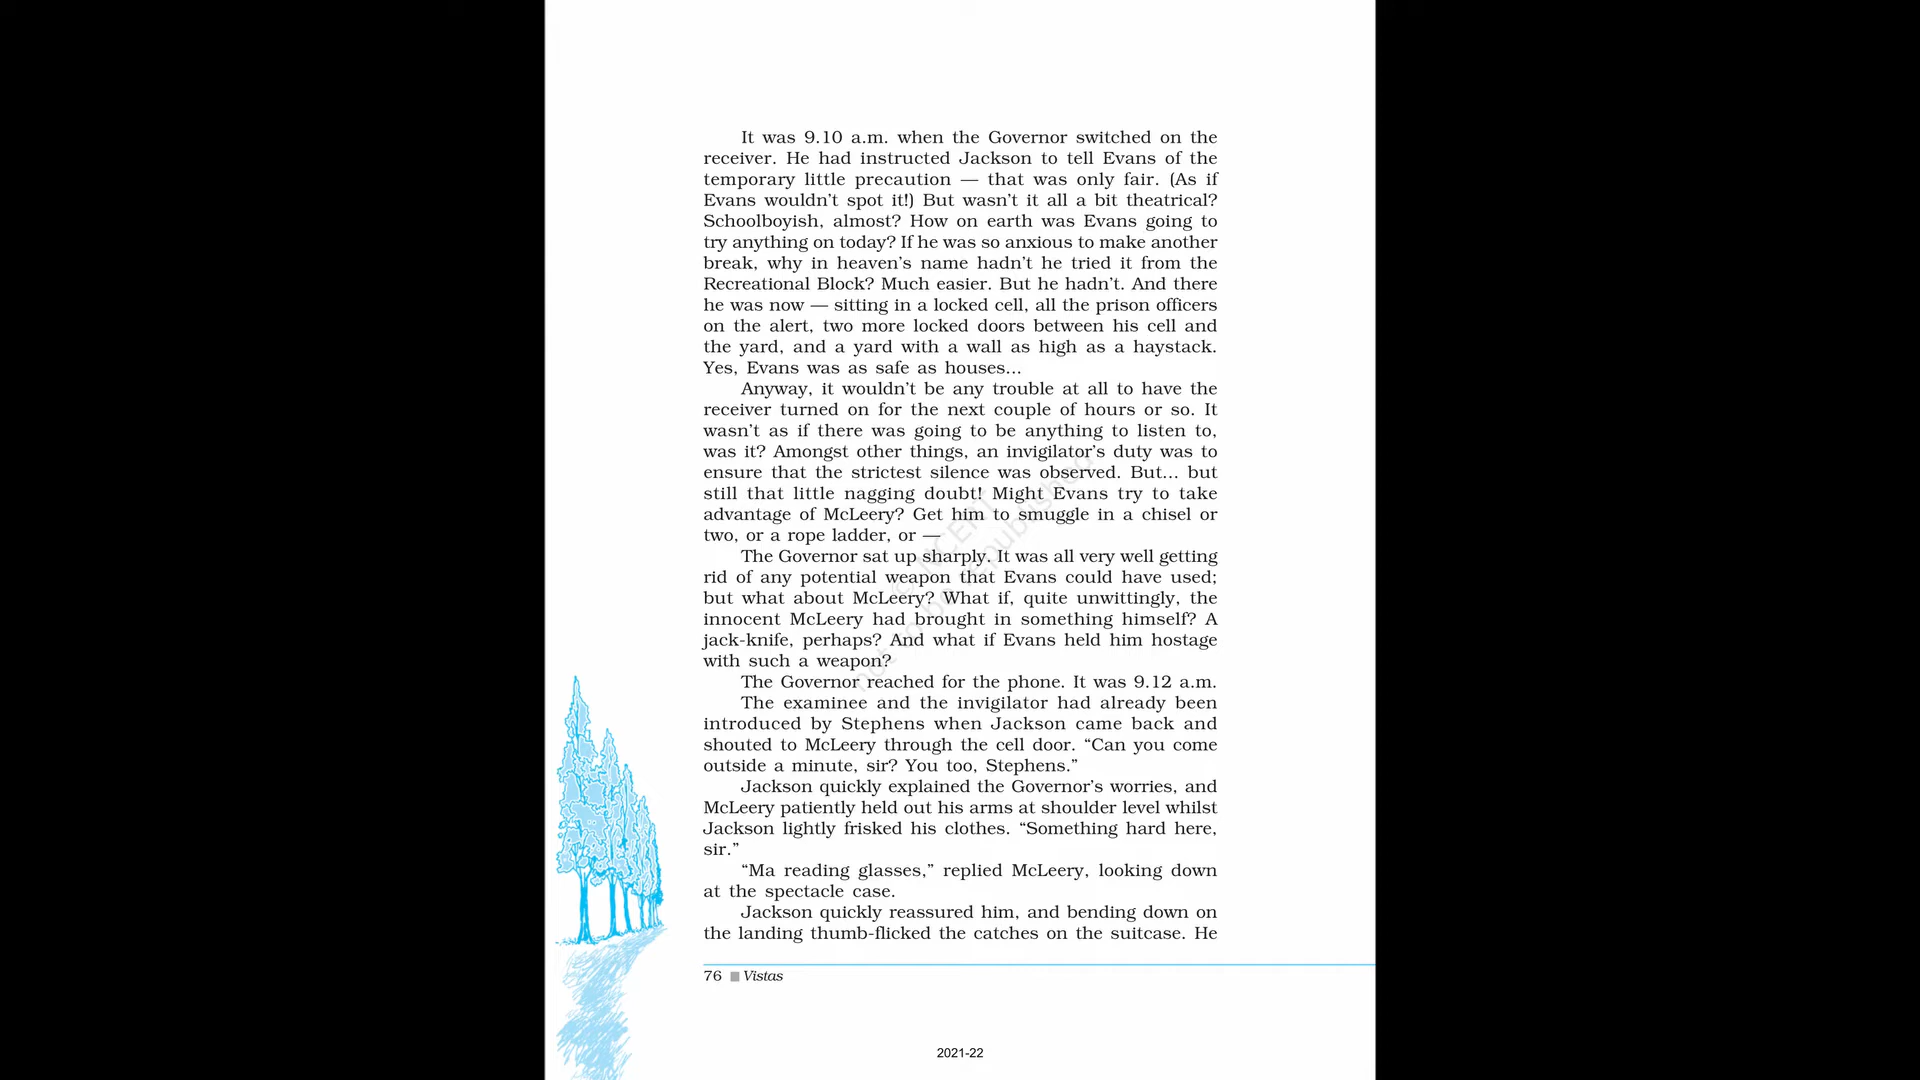 It was 9.10 a.m. when the Governor switched on the
receiver. He had instructed Jackson to tell Evans of the
temporary little precaution — that was only fair. (As if
Evans wouldn't spot it!) But wasn't it all a bit theatrical?
Schoolboyish, almost? How on earth was Evans going to
try anything on today? If he was so anxious to make another
break, why in heaven's name hadn't he tried it from the
Recreational Block? Much easier. But he hadn't. And there
he was now — sitting in a locked cell, all the prison officers
on the alert, two more locked doors between his cell and
the yard, and a yard with a wall as high as a haystack.
Yes, Evans was as safe as houses...
Anyway, it wouldn't be any trouble at all to have the
receiver turned on for the next couple of hours or so. It
wasn't as if there was going to be anything to listen to,
was it? Amongst other things, an invigilator's duty was to
ensure that the strictest silence was observed. But... but
still that little nagging doubt! Might Evans try to take
advantage of McLeery? Get him to smuggle in a chisel or
two, or a rope ladder, or —
The Governor sat up sharply. It was all very well getting
rid of any potential weapon that Evans could have used;
but what about McLeery? What if, quite unwittingly, the
innocent McLeery had brought in something himself? A
jack-knife, perhaps? And what if Evans held him hostage
with such a weapon?
The Governor reached for the phone. It was 9.12 a.m.
The examinee and the invigilator had already been
introduced by Stephens when Jackson came back and
shouted to McLeery through the cell door. “Can you come
outside a minute, sir? You too, Stephens.”
Jackson quickly explained the Governor's worries, and
McLeery patiently held out his arms at shoulder level whilst
Jackson lightly frisked his clothes. “Something hard here,
sir.”
“Ma reading glasses,” replied McLeery, looking down
at the spectacle case.
Jackson quickly reassured him, and bending down on
the landing thumb-flicked the catches on the suitcase. He
76 ■ Vistas
2021-22
© NCERT
not to be republished